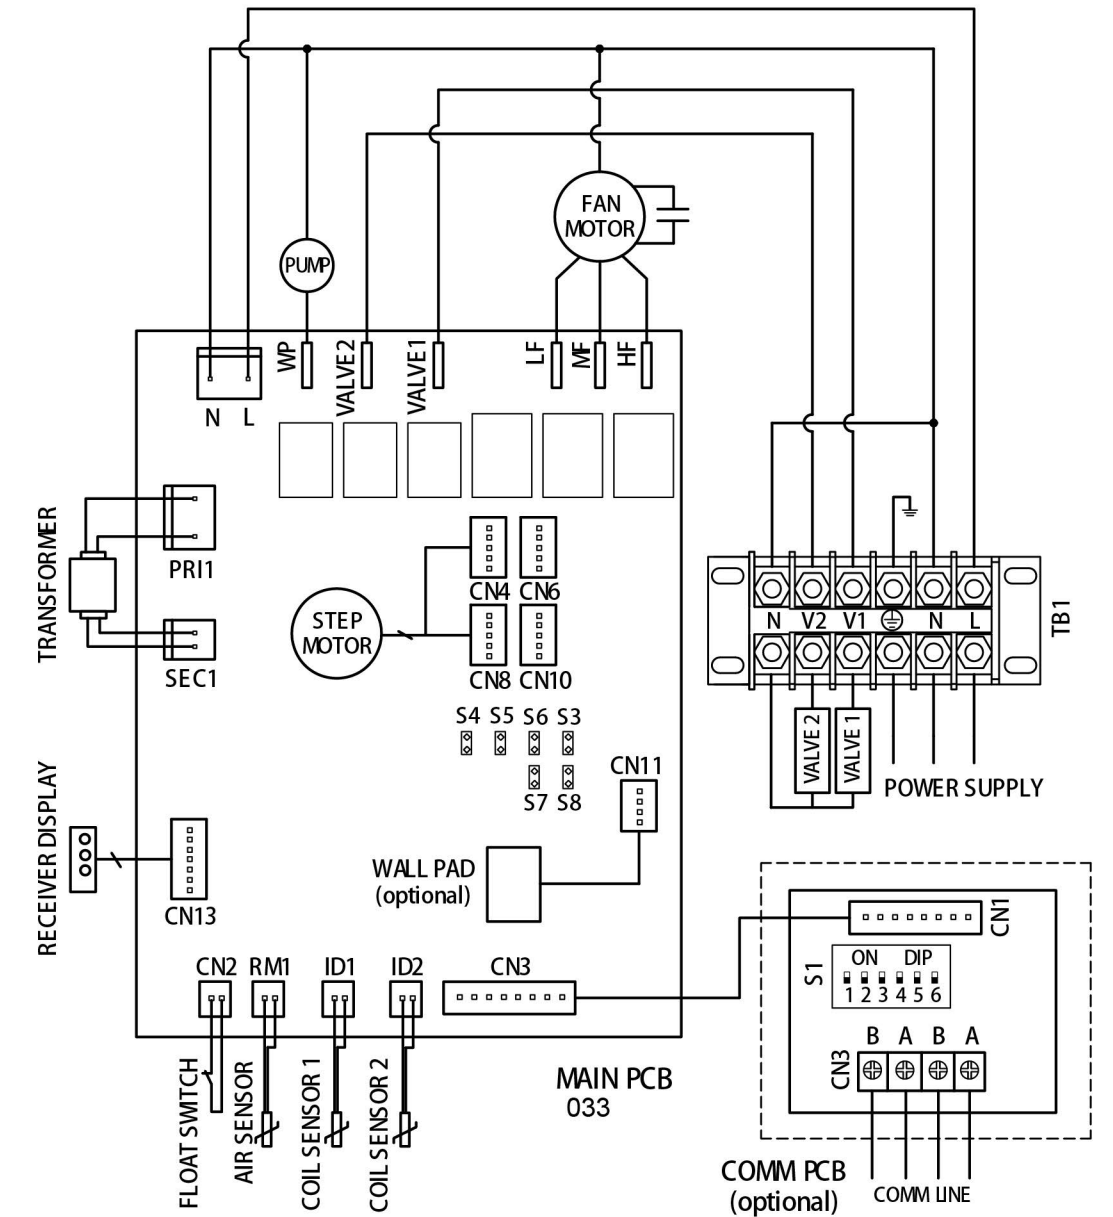 FAN
MOTOR
PUMP
WP
VALVE2
VALVE1
LF
MF
HF
N L
TRANSFORMER
PRI1
SEC1
CN4 CN6
STEP
MOTOR
CN8 CN10
S4 S5 S6 S3
S7 S8
CN11
N V2 V1 N L
TB1
VALVE 2
VALVE 1
POWER SUPPLY
RECEIVER DISPLAY
CN13
WALL PAD
(optional)
CN2 RM1 ID1 ID2 CN3
FLOAT SWITCH
AIR SENSOR
COIL SENSOR 1
COIL SENSOR 2
MAIN PCB
033
CN1
S1
ON DIP
1 2 3 4 5 6
B A B A
CN3
COMM PCB
(optional)
COMM LINE